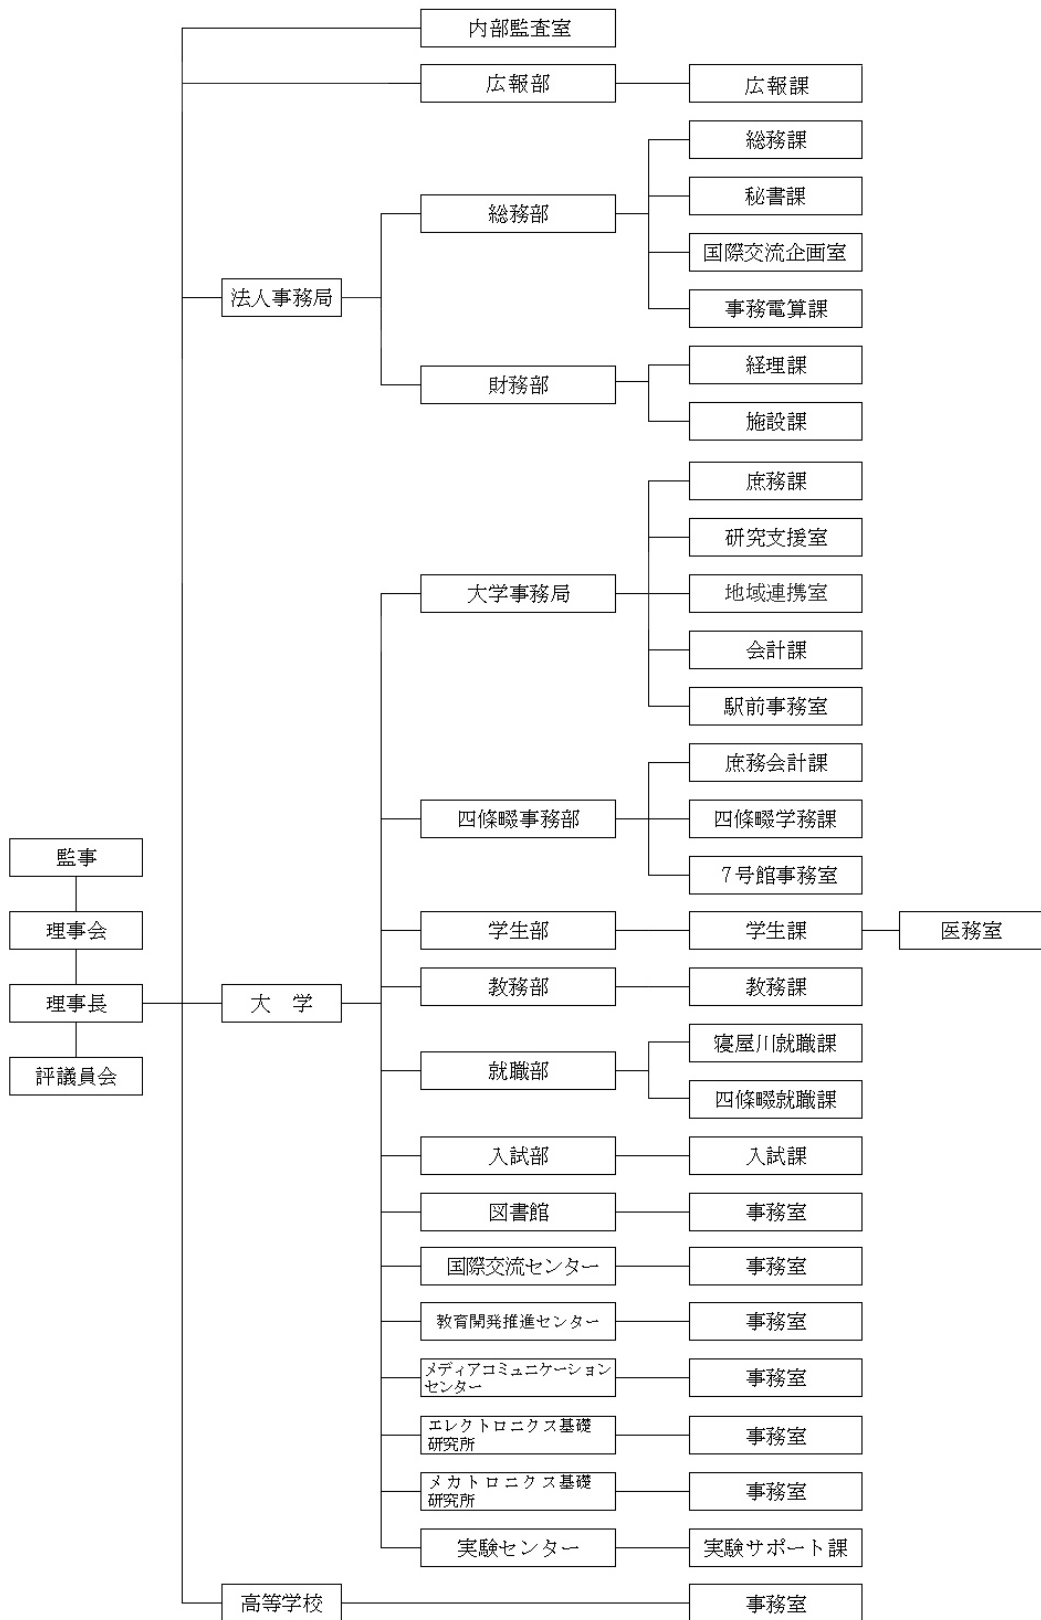 内部監査室
広報部
広報課
総務課
秘書課
総務部
国際交流企画室
法人事務局
事務電算課
経理課
財務部
施設課
庶務課
研究支援室
大学事務局
地域連携室
会計課
駅前事務室
庶務会計課
四條畷事務部
四條畷学務課
監事
7号館事務室
理事会
学生部
学生課
医務室
理事長
大 学
教務部
教務課
寝屋川就職課
評議員会
就職部
四條畷就職課
入試部
入試課
図書館
事務室
国際交流センター
事務室
教育開発推進センター
事務室
メディアコミュニケーション
センター
事務室
エレクトロニクス基礎
研究所
事務室
メカトロニクス基礎
研究所
事務室
実験センター
実験サポート課
高等学校
事務室